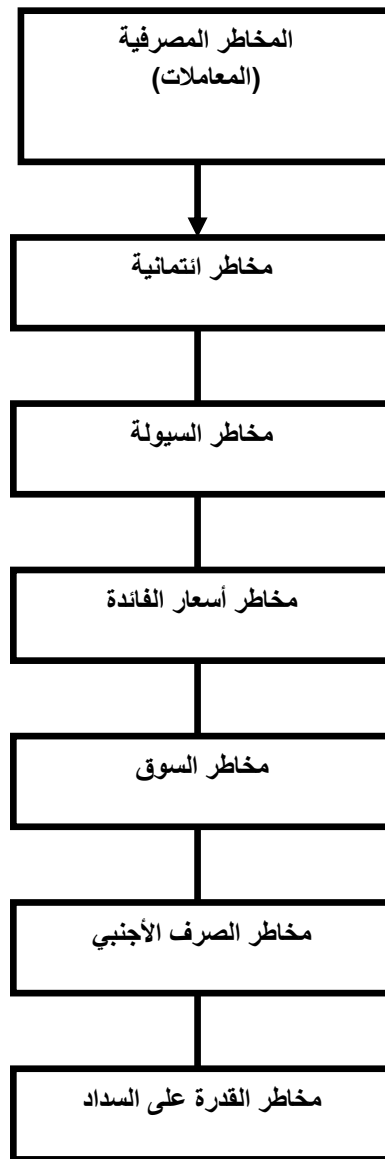 المخاطر المصرفية
(المعاملات)
مخاطر ائتمانية
مخاطر السيولة
مخاطر أسعار الفائدة
مخاطر السوق
مخاطر الصرف الأجنبي
مخاطر القدرة على السداد